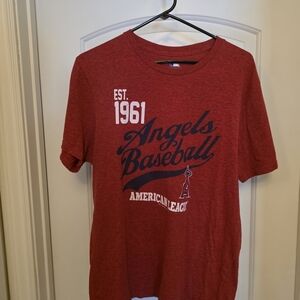 EST.
1961
Angels
Baseball
AMERICAN LEAGUE